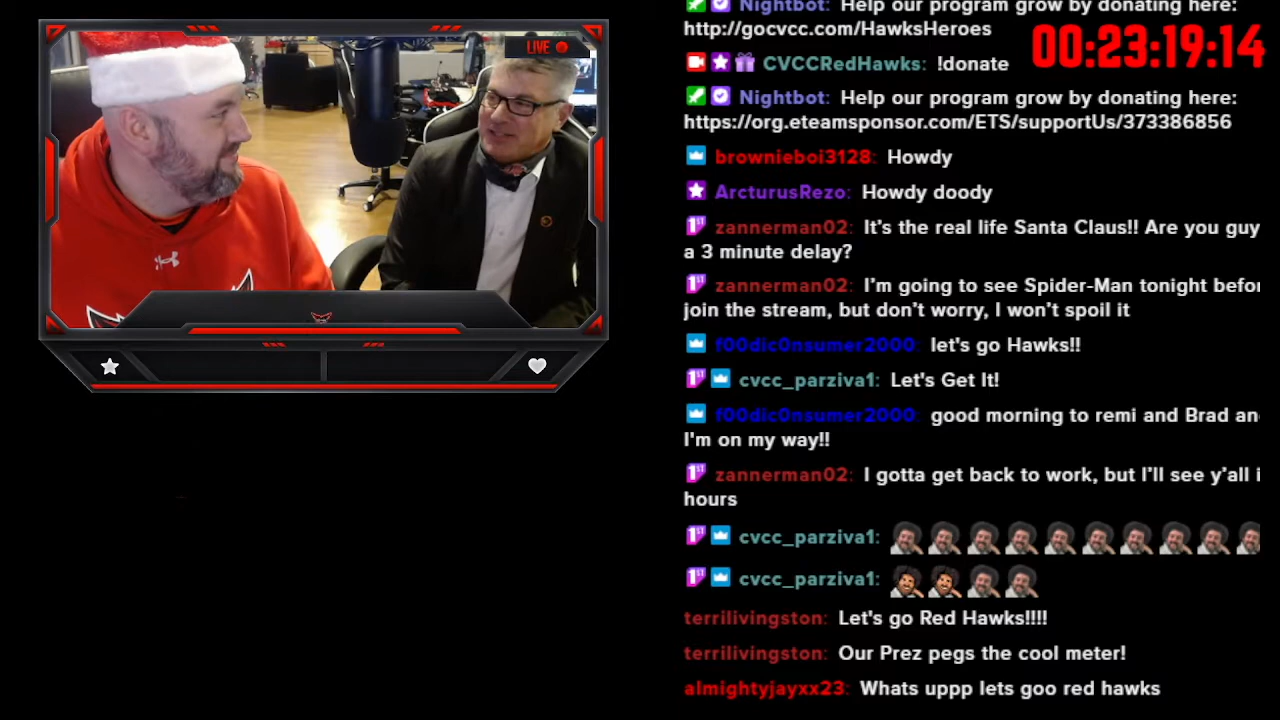 LIVE
00:23:19:14
Nightbot: Help our program grow by donating here:
http://gocvcc.com/HawksHeroes
CVCCRedHawks: !donate
Nightbot: Help our program grow by donating here:
https://org.eteamsponsor.com/ETS/supportUs/373386856
brownieboi3128: Howdy
ArcturusRezo: Howdy doody
zannerman02: It's the real life Santa Claus!! Are you guy
a 3 minute delay?
zannerman02: I'm going to see Spider-Man tonight befor
join the stream, but don't worry, I won't spoil it
f00dic0nsumer2000: let's go Hawks!!
cvcc_parziva1: Let's Get It!
f00dic0nsumer2000: good morning to remi and Brad an
I'm on my way!!
zannerman02: I gotta get back to work, but I'll see y'all i
hours
cvcc_parziva1:
cvcc_parziva1:
terrilivingston: Let's go Red Hawks!!!!
terrilivingston: Our Prez pegs the cool meter!
almightyjayxx23: Whats uppp lets goo red hawks